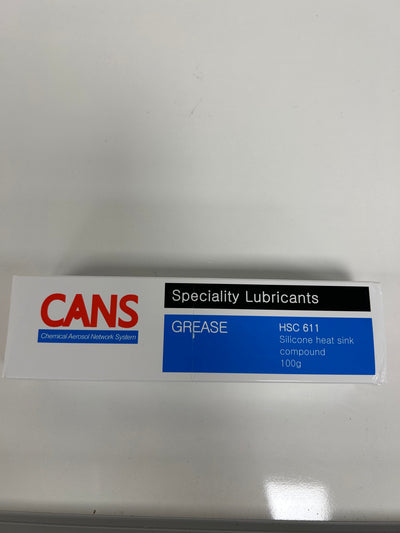 CANS
Chemical Aerosol Network System
Speciality Lubricants
GREASE
HSC 611
Silicone heat sink
compound
100g